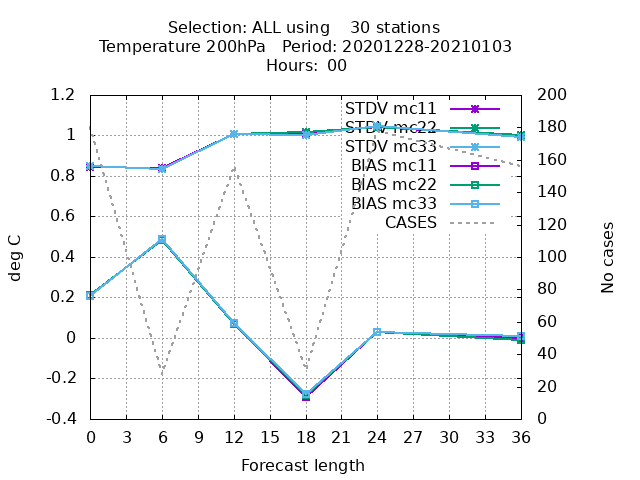 Selection: ALL using    30 stations
Temperature 200hPa   Period: 20201228-20210103
Hours: 00
1.2
1
0.8
0.6
0.4
0.2
0
-0.2
-0.4
deg C
STDV mc11
STDV mc22
STDV mc33
BIAS mc11
BIAS mc22
BIAS mc33
CASES
200
180
160
140
120
100
80
60
40
20
0
No cases
0 3 6 9 12 15 18 21 24 27 30 33 36
Forecast length